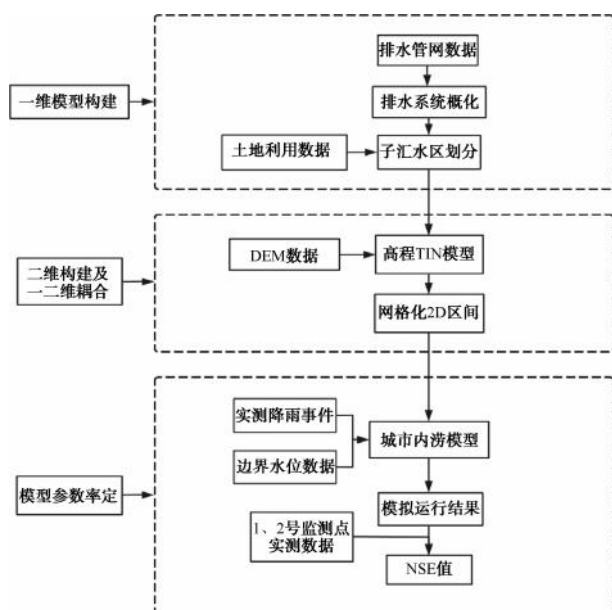 排水管网数据
一维模型构建
排水系统概化
土地利用数据
子汇水区划分
DEM数据
高程TIN模型
二维构建及
一二维耦合
网格化2D区间
实测降雨事件
城市内涝模型
边界水位数据
模型参数率定
模拟运行结果
1、2号监测点
实测数据
NSE值